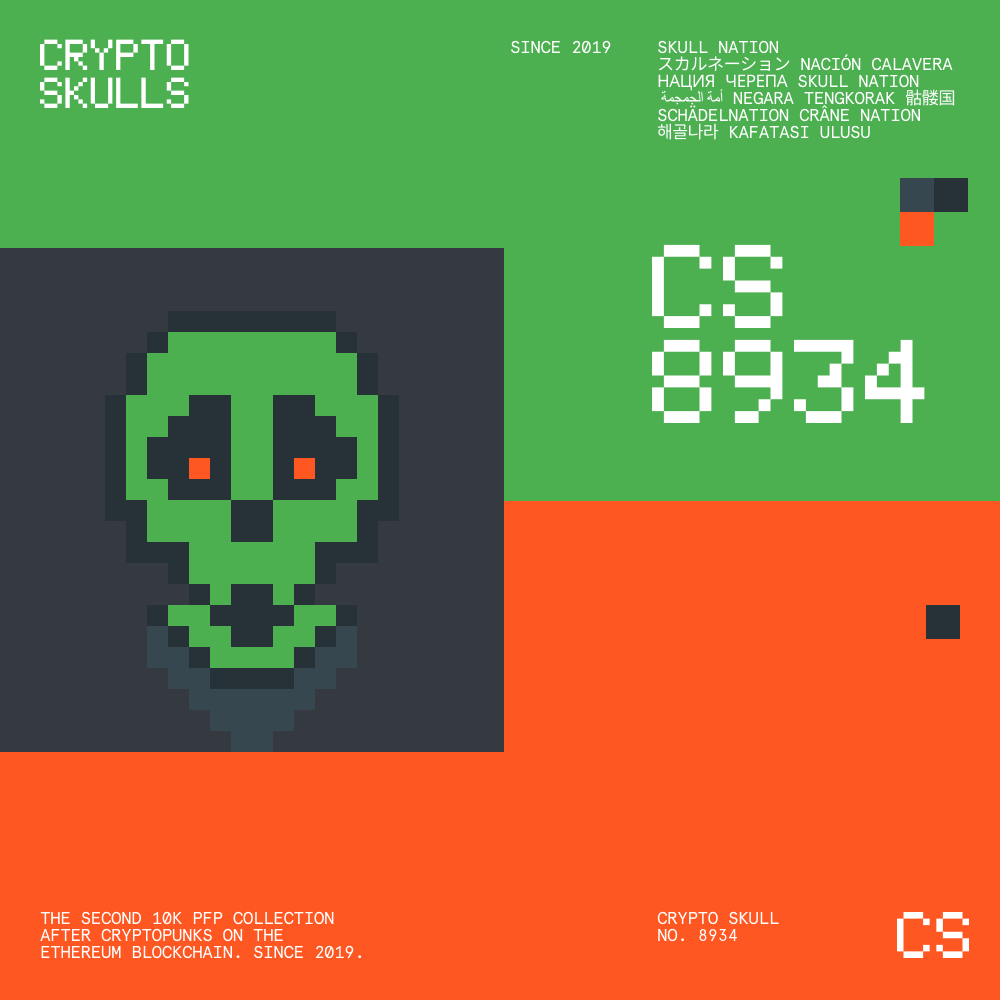 CRYPTO
SKULLS
SINCE 2019
SKULL NATION
スカルネーション NACIÓN CALAVERA
НАЦИЯ ЧЕРЕПА SKULL NATION
أمة الجمجمة NEGARA TENGKORAK 骷髅国
SCHÄDELNATION CRÂNE NATION
해골나라 KAFATASI ULUSU
CS
8934
THE SECOND 10K PFP COLLECTION
AFTER CRYPTOPUNKS ON THE
ETHEREUM BLOCKCHAIN. SINCE 2019.
CRYPTO SKULL
NO. 8934
CS